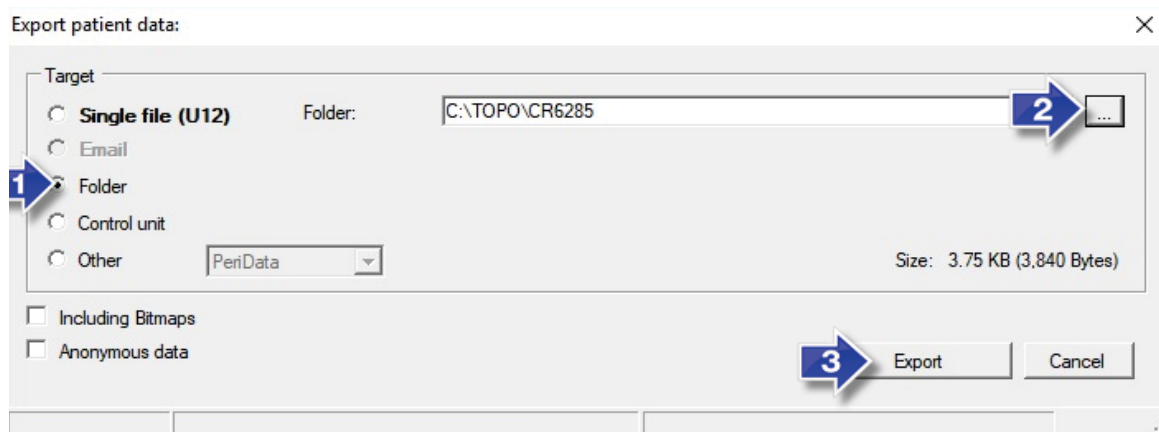 Export patient data:
Target
Single file (U12) Folder: C:\TOPO\CR6285 2 ...
Email
1 Folder
Control unit
Other PeriData Size: 3.75 KB (3,840 Bytes)
Including Bitmaps
Anonymous data
3 Export Cancel